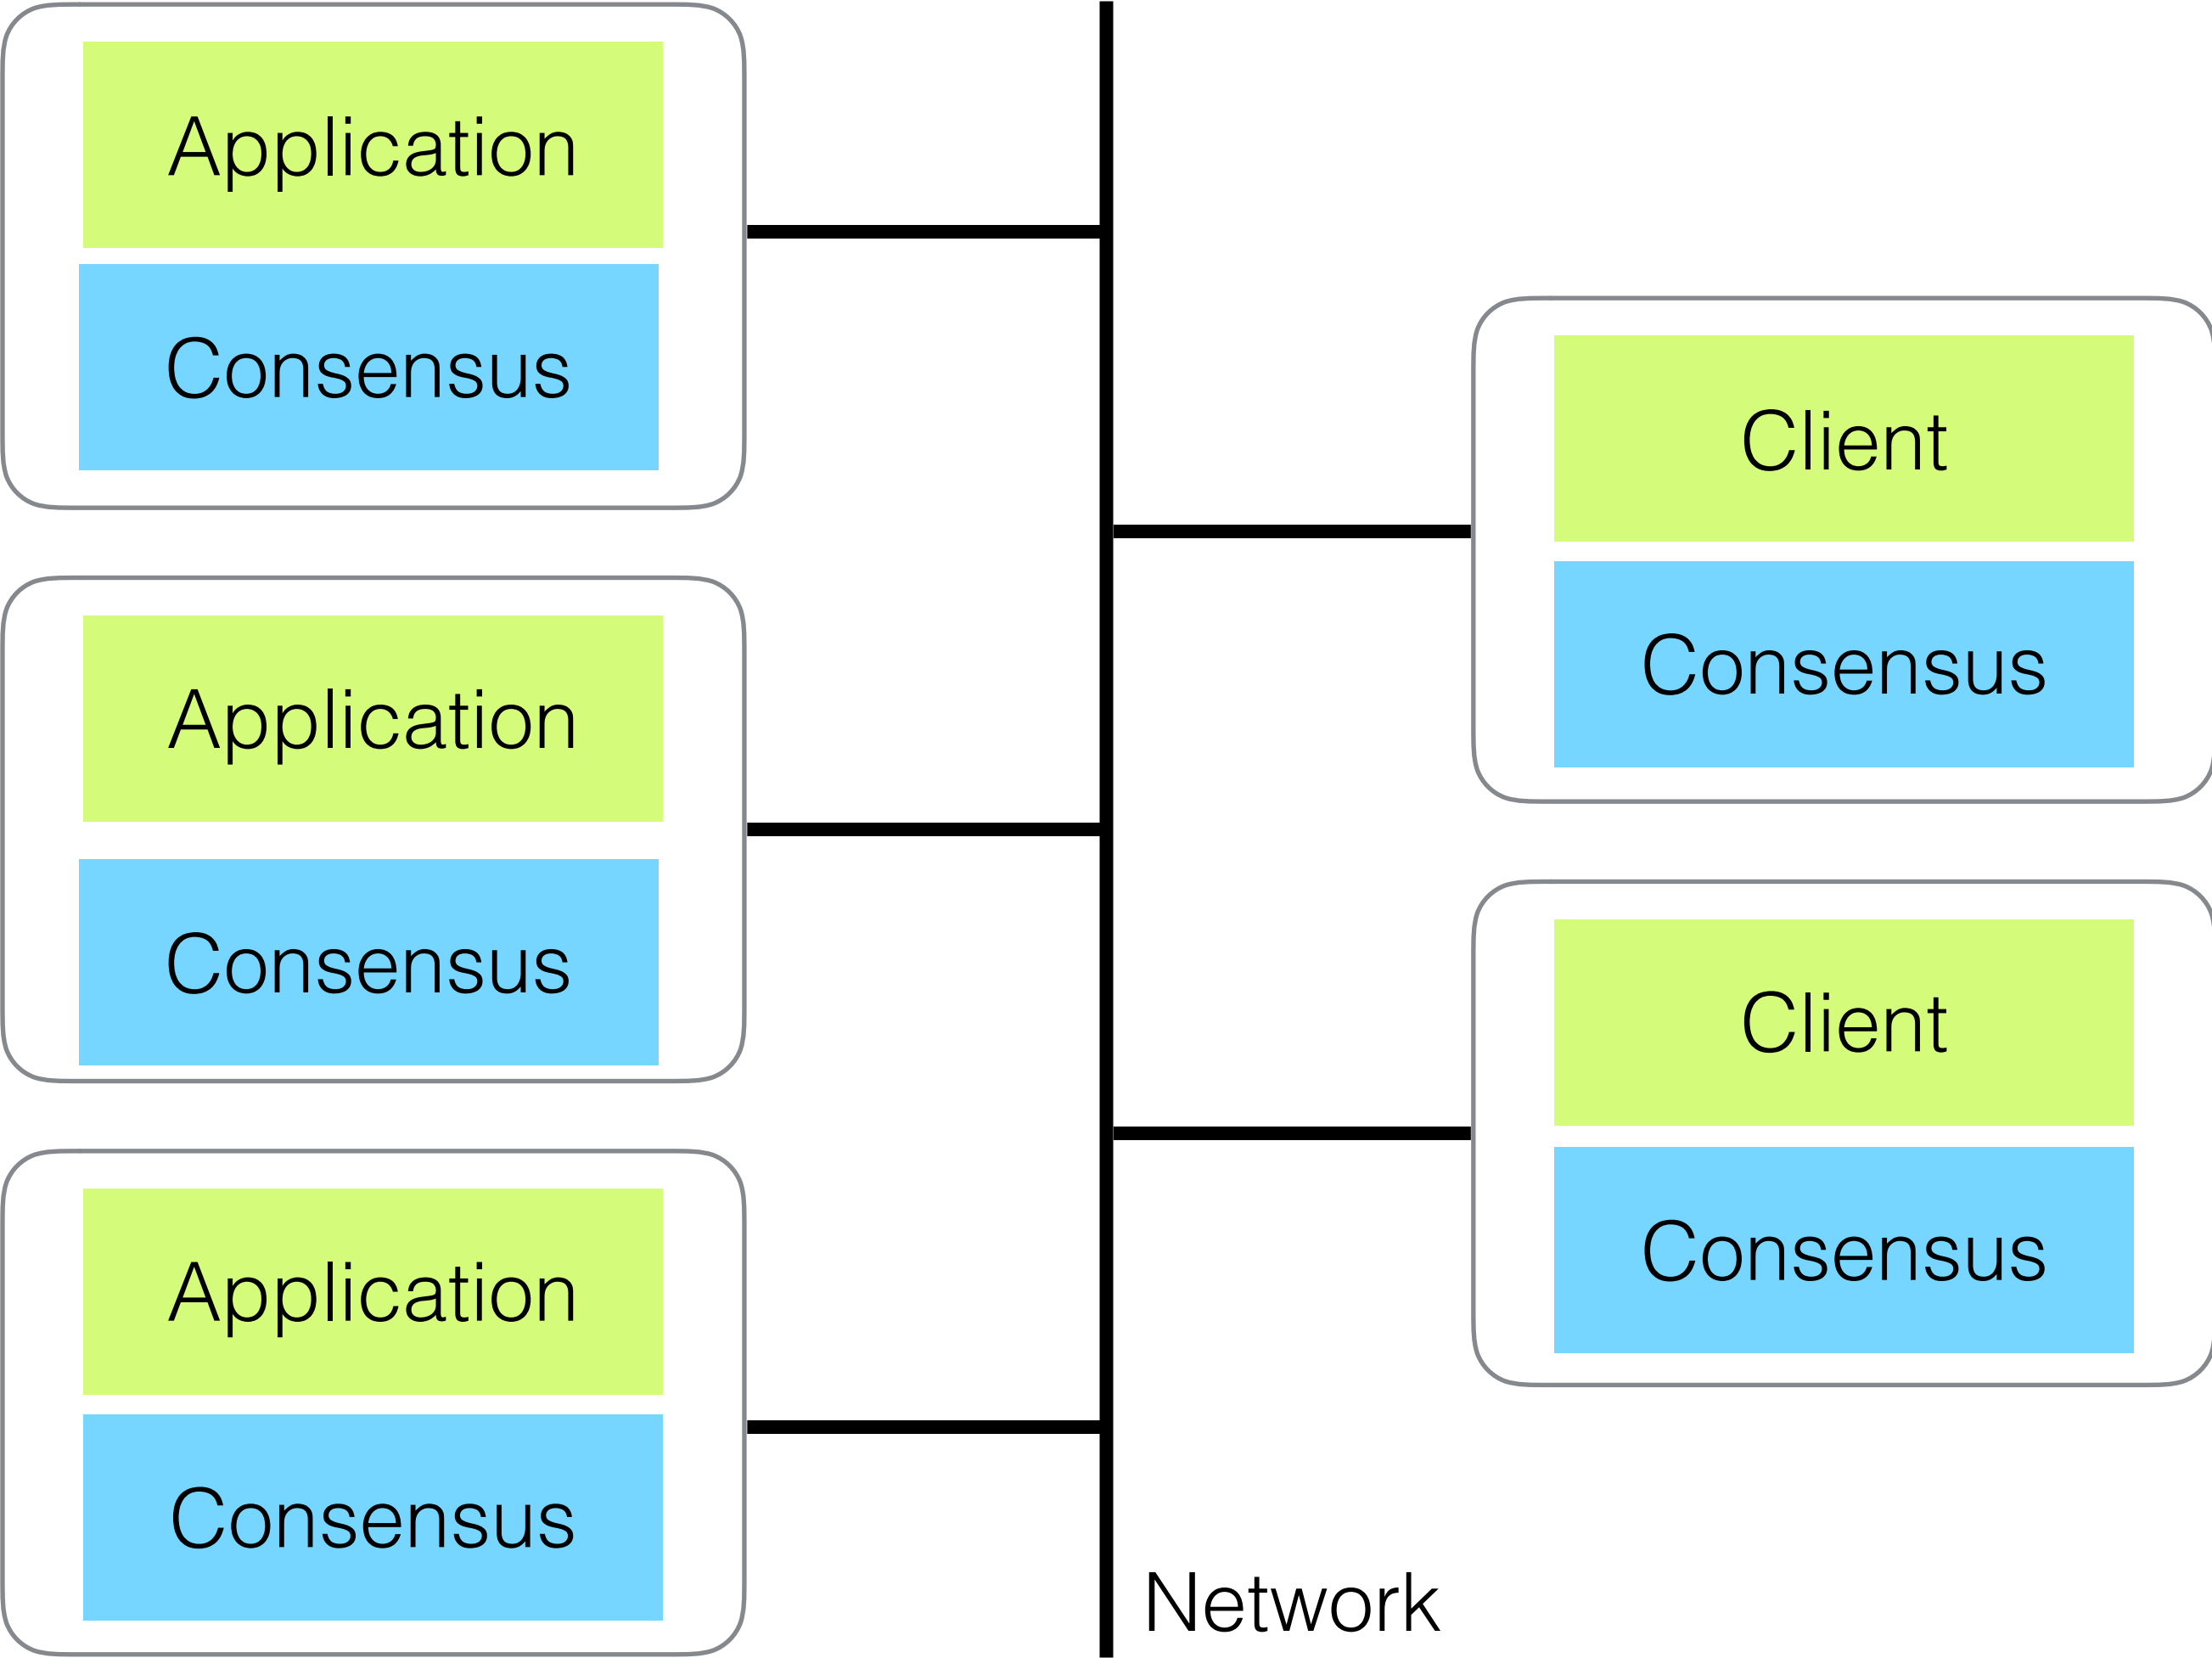 Application
Consensus
Application
Consensus
Application
Consensus
Client
Consensus
Client
Consensus
Network